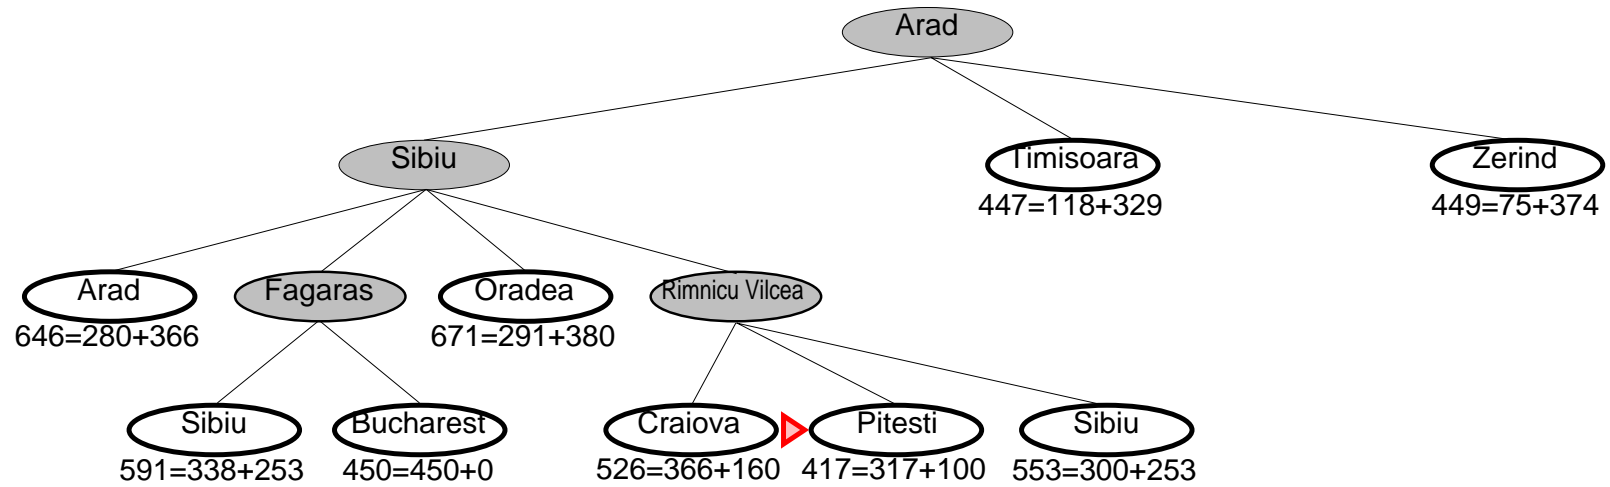 Arad
Sibiu
Timisoara
Zerind
447=118+329
449=75+374
Arad
Fagaras
Oradea
Rimnicu Vilcea
646=280+366
671=291+380
Sibiu
Bucharest
Craiova
Pitesti
Sibiu
591=338+253
450=450+0
526=366+160
417=317+100
553=300+253